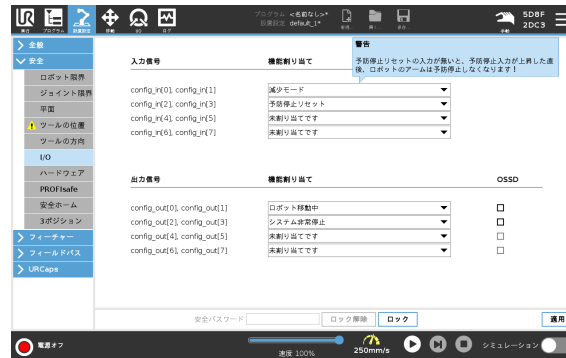 プログラム <名前なし>*
設置設定 default_1*
実行 プログラム 設置設定 移動 I/O ログ
新規... 開く... 保存...
手動
5D8F
2DC3
全般
安全
ロボット限界
ジョイント限界
平面
ツールの位置
ツールの方向
I/O
ハードウェア
PROFIsafe
安全ホーム
3ポジション
フィーチャー
フィールドバス
URCaps
警告
予防停止リセットの入力が無いと、予防停止入力が上昇した直
後、ロボットのアームは予防停止しなくなります！
入力信号 機能割り当て
config_in[0], config_in[1] 減少モード
config_in[2], config_in[3] 予防停止リセット
config_in[4], config_in[5] 未割り当てです
config_in[6], config_in[7] 未割り当てです
出力信号 機能割り当て OSSD
config_out[0], config_out[1] ロボット移動中
config_out[2], config_out[3] システム非常停止
config_out[4], config_out[5] 未割り当てです
config_out[6], config_out[7] 未割り当てです
安全パスワード ロック解除 ロック 適用
電源オフ
速度 100%
250mm/s
シミュレーション